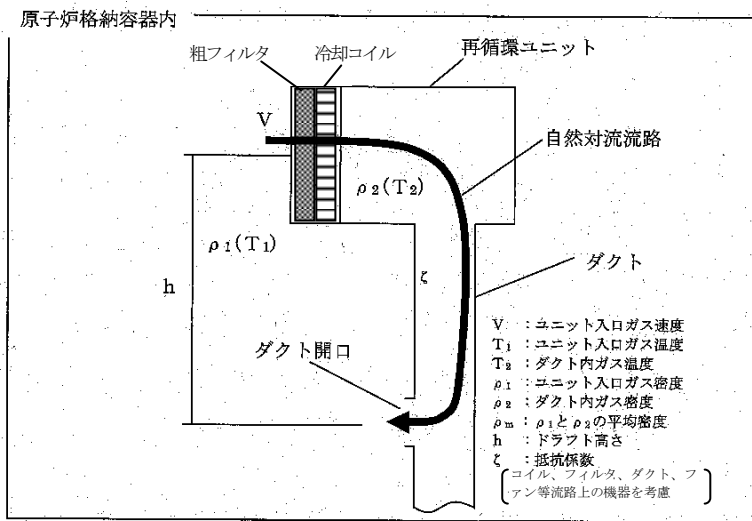 原子炉格納容器内
粗フィルタ
冷却コイル
再循環ユニット
V
自然対流流路
ρ₂(T₂)
ρ₁(T₁)
ダクト
h
ζ
ダクト開口
V :ユニット入口ガス速度
T₁ :ユニット入口ガス温度
T₂ :ダクト内ガス温度
ρ₁ :ユニット入口ガス密度
ρ₂ :ダクト内ガス密度
ρm :ρ₁とρ₂の平均密度
h :ドラフト高さ
ζ :抵抗係数
コイル、フィルタ、ダクト、フ
ァン等流路上の機器を考慮